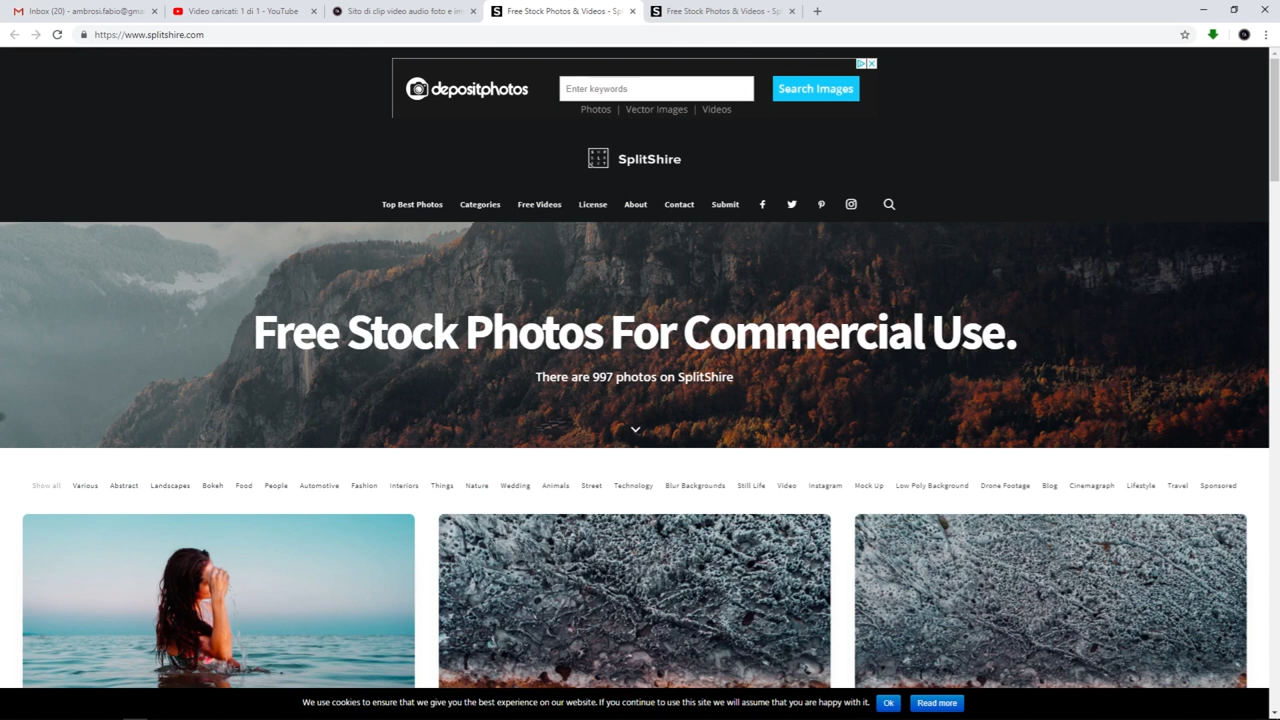 Inbox (20) - ambrosi.fabio@gma
Video caricati: 1 di 1 - YouTube
Sito di clip video audio foto e im
Free Stock Photos & Videos - Spl
Free Stock Photos & Videos - Spl
https://www.splitshire.com
depositphotos
Enter keywords
Search Images
Photos | Vector Images | Videos
SplitShire
Top Best Photos Categories Free Videos License About Contact Submit
Free Stock Photos For Commercial Use.
There are 997 photos on SplitShire
Show all Various Abstract Landscapes Bokeh Food People Automotive Fashion Interiors Things Nature Wedding Animals Street Technology Blur Backgrounds Still Life Video Instagram Mock Up Low Poly Background Drone Footage Blog Cinemagraph Lifestyle Travel Sponsored
We use cookies to ensure that we give you the best experience on our website. If you continue to use this site we will assume that you are happy with it. Ok Read more